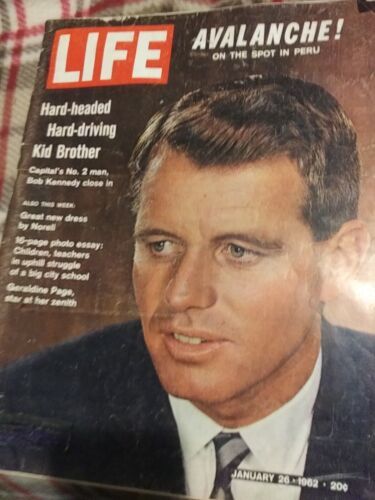 LIFE
AVALANCHE!
ON THE SPOT IN PERU
Hard-headed
Hard-driving
Kid Brother
Capital's No. 2 man,
Bob Kennedy close in
ALSO THIS WEEK:
Great new dress
by Norell
16-page photo essay:
Children, teachers
in uphill struggle
of a big city school
Geraldine Page,
star at her zenith
JANUARY 26 · 1962 · 20¢